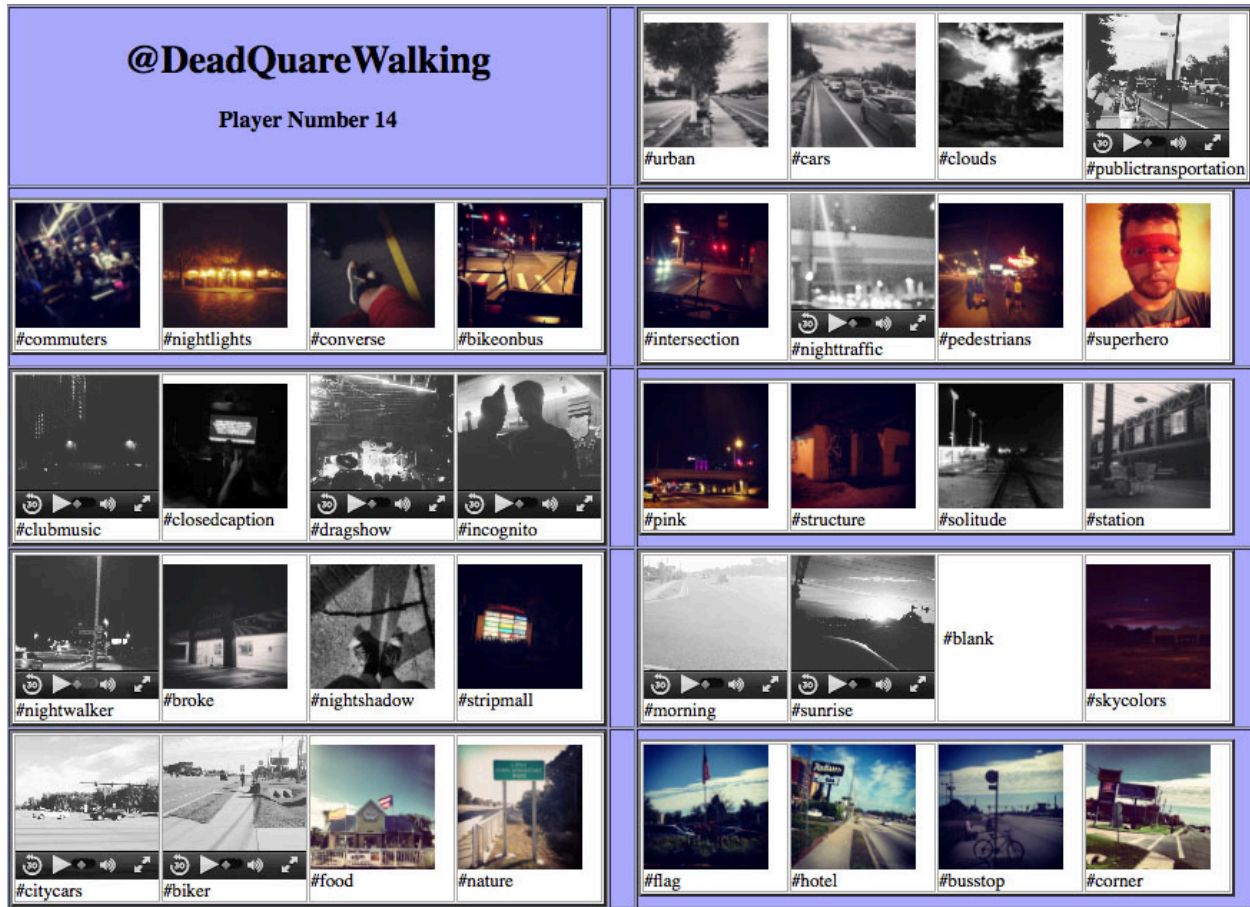 @DeadQuareWalking
Player Number 14
#urban
#cars
#clouds
#publictransportation
#commuters
#nightlights
#converse
#bikeonbus
#intersection
#nighttraffic
#pedestrians
#superhero
#clubmusic
#closedcaption
#dragshow
#incognito
#pink
#structure
#solitude
#station
#nightwalker
#broke
#nightshadow
#stripmall
#morning
#sunrise
#blank
#skycolors
#citycars
#biker
#food
#nature
#flag
#hotel
#busstop
#corner